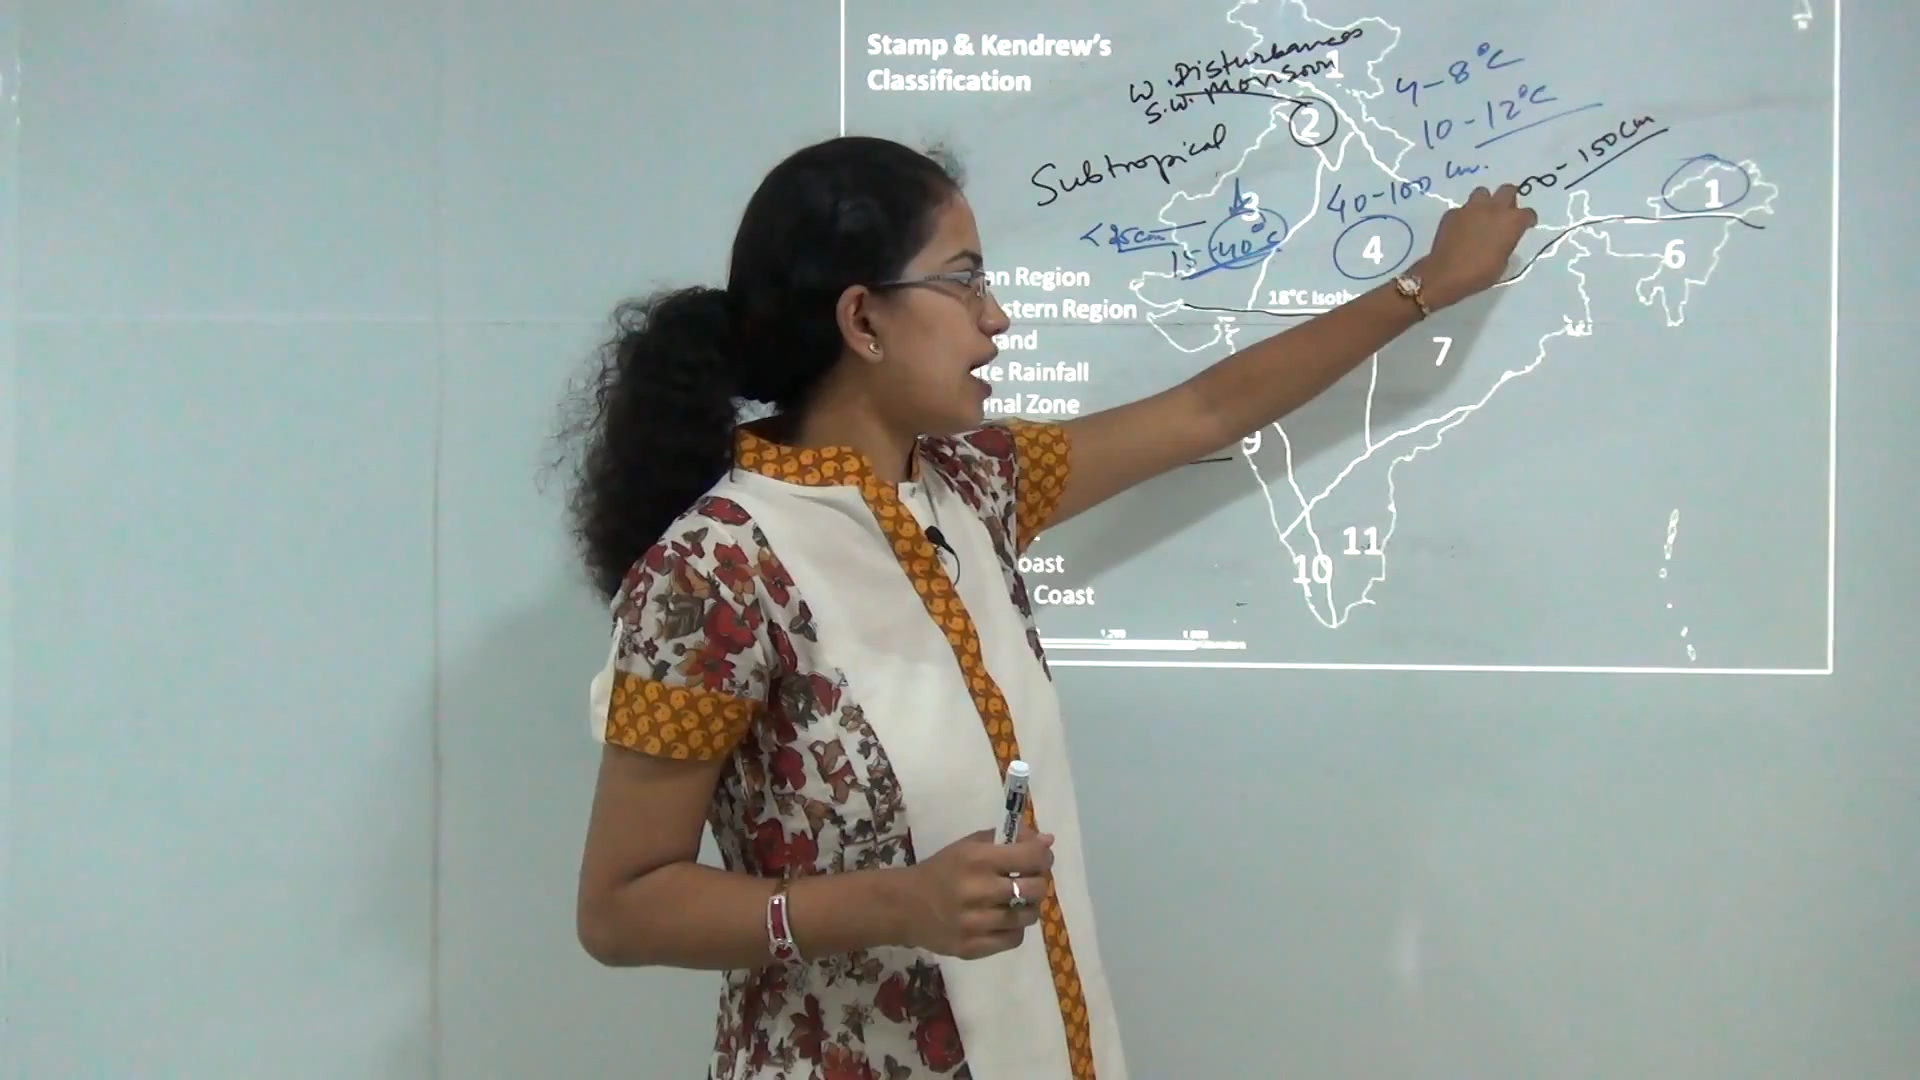 Stamp & Kendrew's
Classification
W. Disturbances
S.W. Monsoon
1
4-8°C
2
10-12°C
Subtropical
40-100 cm.
-150cm
1
3
<
15-40°C
4
6
an Region
stern Region
18°C Isoth
and
7
te Rainfall
nal Zone
9
11
oast
10
Coast